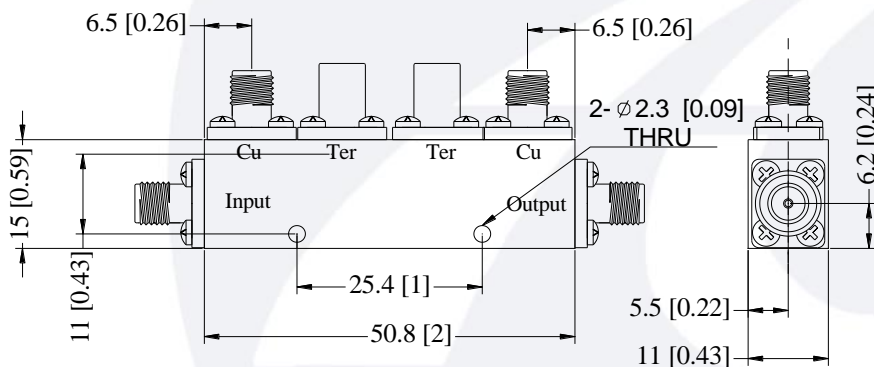 6.5 [0.26]
6.5 [0.26]
2-⌀2.3 [0.09]
THRU
Cu
Ter
Ter
Cu
Input
Output
15 [0.59]
11 [0.43]
25.4 [1]
50.8 [2]
6.2 [0.24]
5.5 [0.22]
11 [0.43]